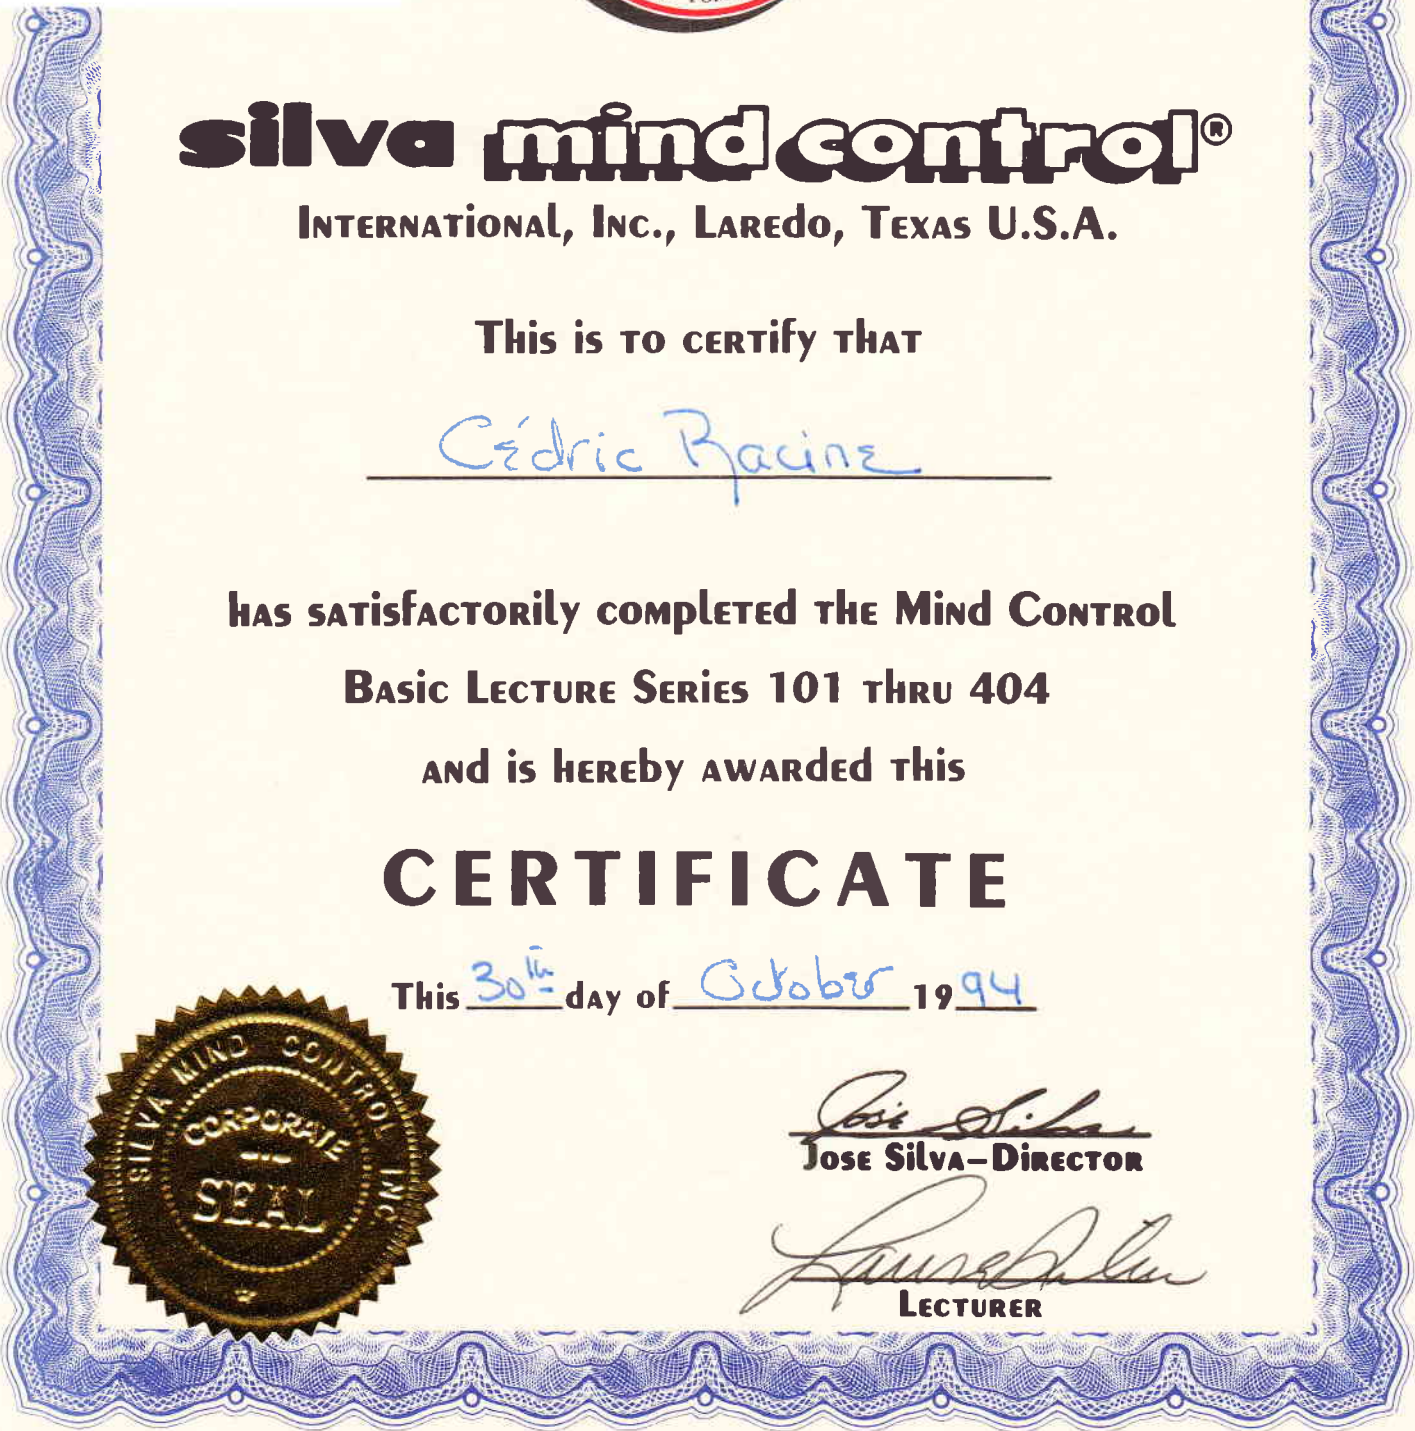 silva mind control®
International, Inc., Laredo, Texas U.S.A.
This is to certify that
Cédric Racine
has satisfactorily completed the Mind Control
Basic Lecture Series 101 thru 404
and is hereby awarded this
CERTIFICATE
This 30th day of October 1994
Jose Silva
Jose Silva-Director
Lecturer
SILVA MIND CONTROL INC.
CORPORATE
SEAL